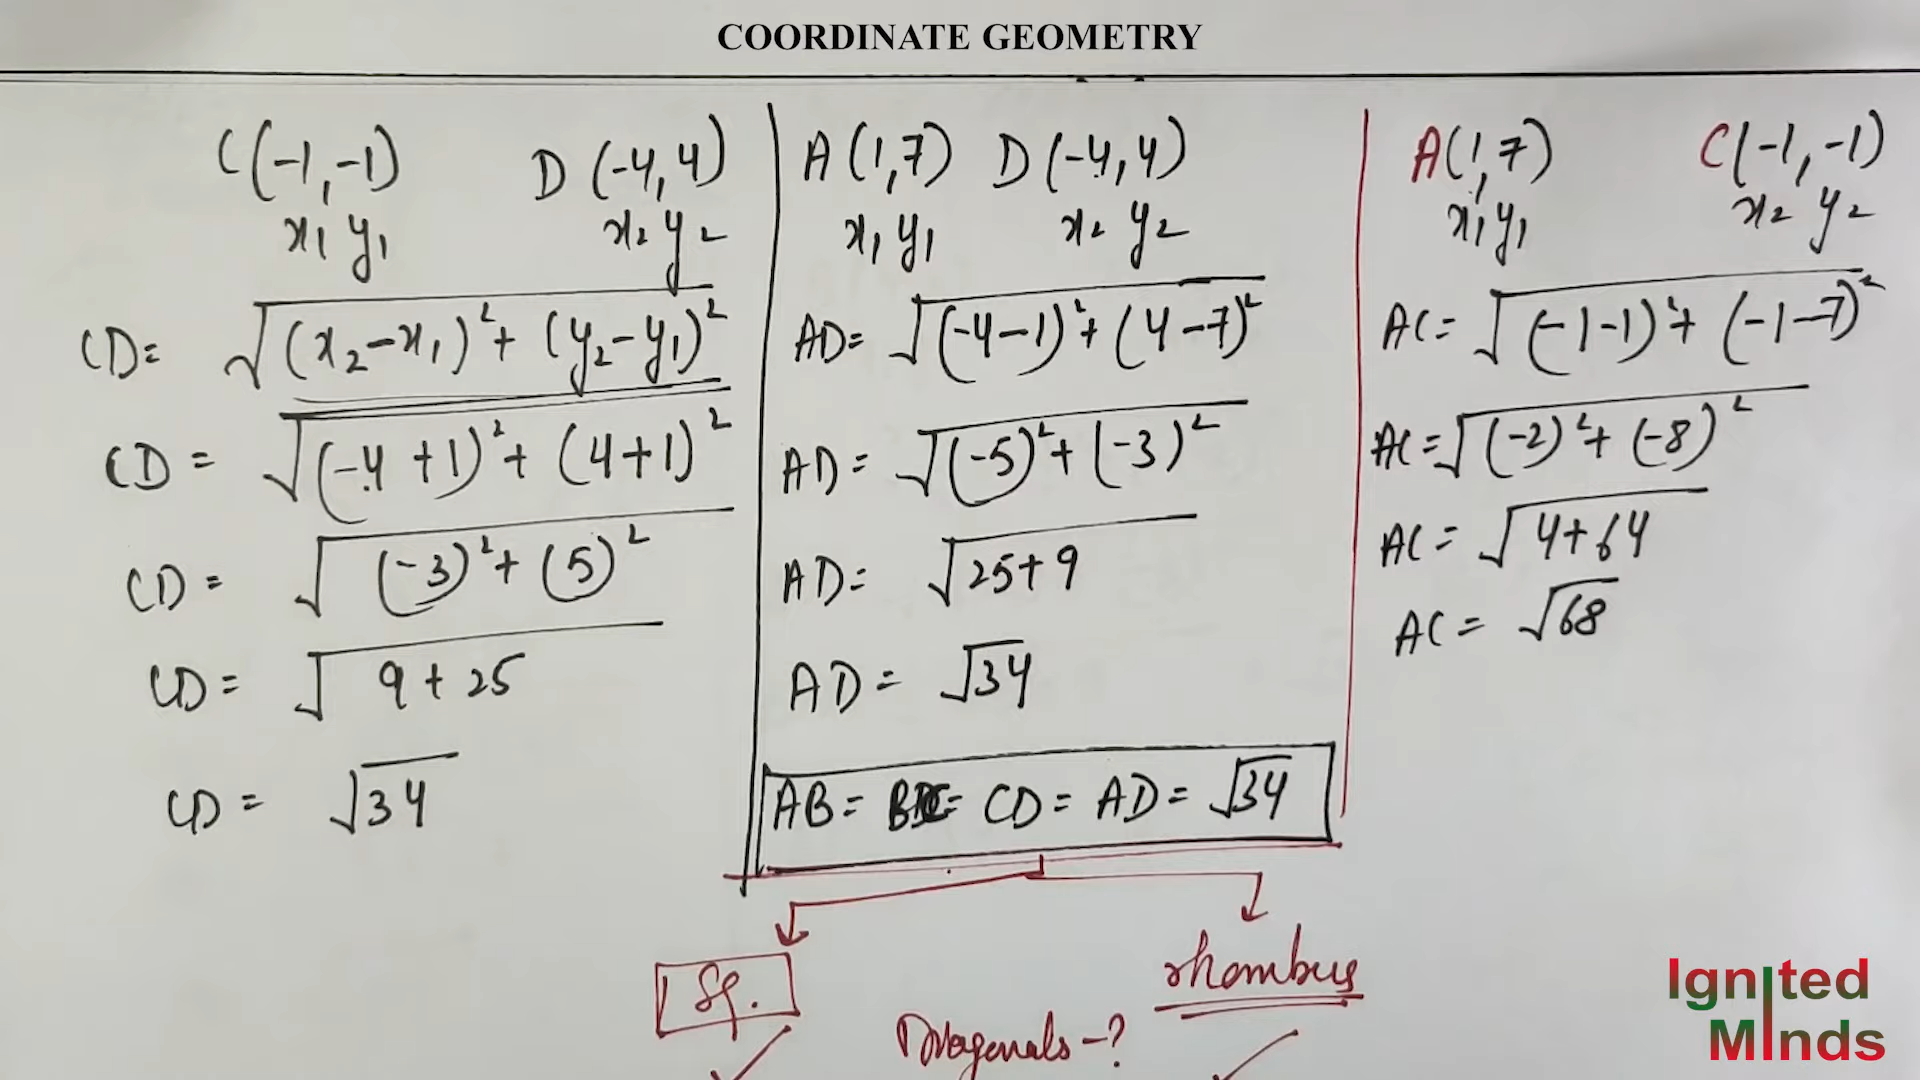 COORDINATE GEOMETRY
C(-1,-1) D(-4,4)
x₁ y₁ x₂ y₂
CD= √(x₂-x₁)²+(y₂-y₁)²
CD = √(-4+1)²+(4+1)²
CD = √(-3)²+(5)²
CD = √9+25
CD = √34
A(1,7) D(-4,4)
x₁ y₁ x₂ y₂
AD= √(-4-1)²+(4-7)²
AD= √(-5)²+(-3)²
AD= √25+9
AD= √34
AB= BC= CD= AD= √34
Sq.
rhombus
Diagonals-?
A(1,7) C(-1,-1)
x₁ y₁ x₂ y₂
AC= √(-1-1)²+(-1-7)²
AC=√(-2)²+(-8)²
AC= √4+64
AC= √68
Ignited
Minds